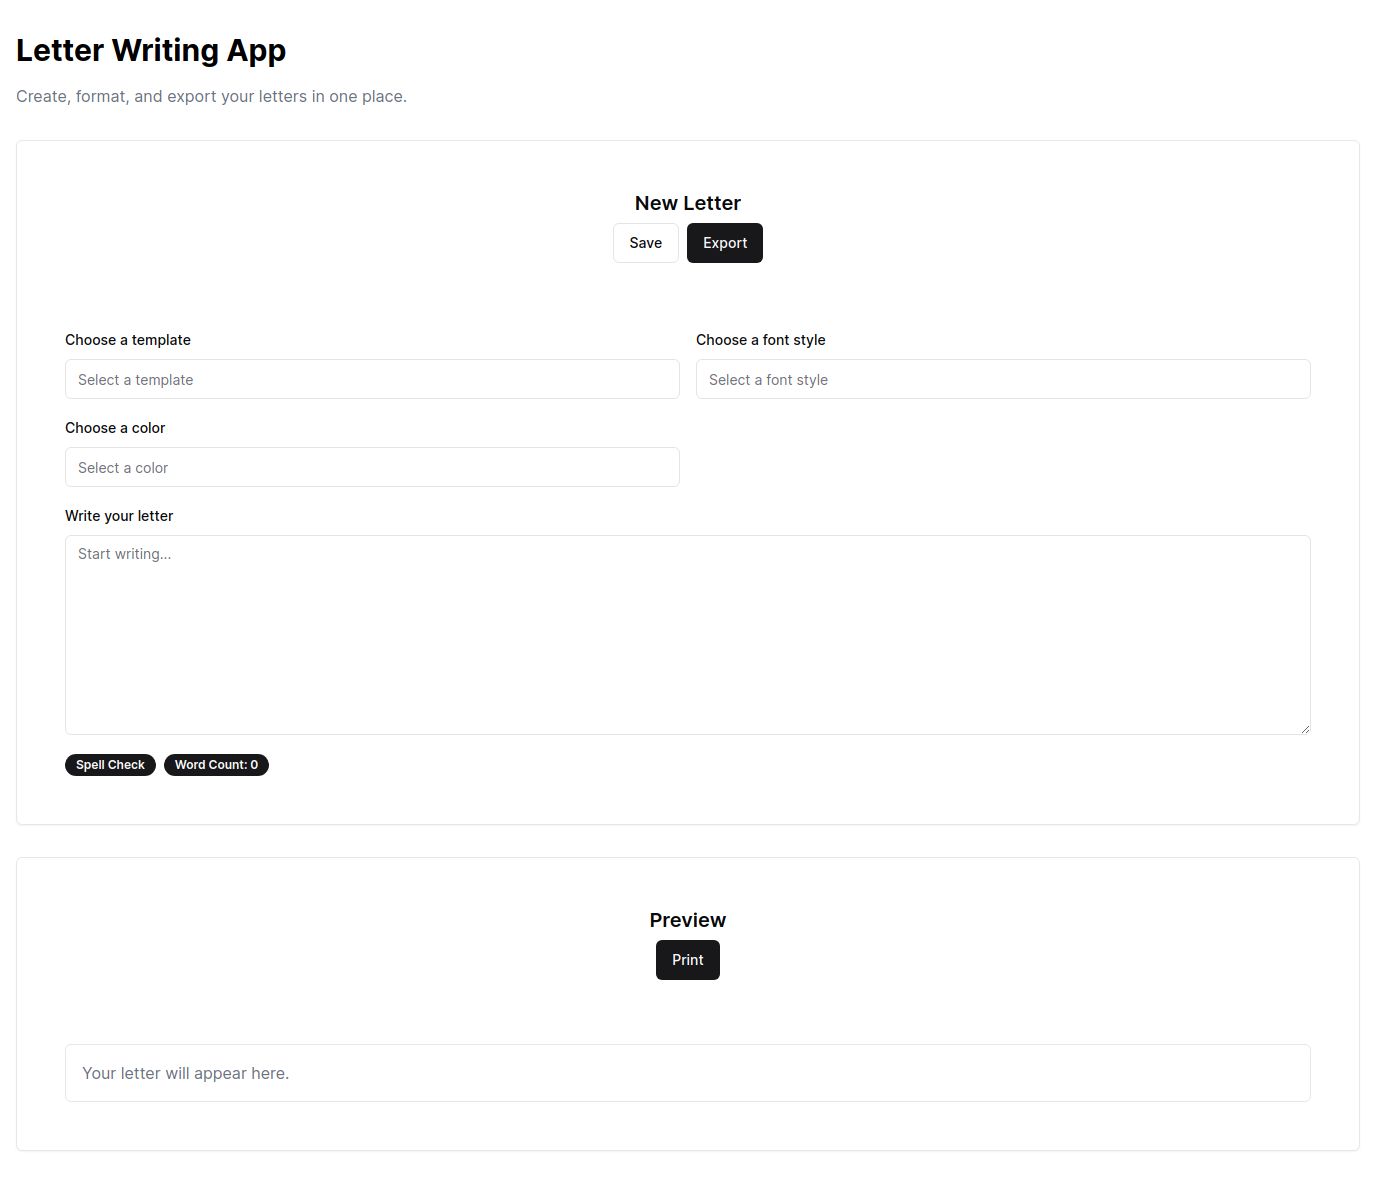 Letter Writing App
Create, format, and export your letters in one place.
New Letter
Save Export
Choose a template Choose a font style
Select a template Select a font style
Choose a color
Select a color
Write your letter
Start writing...
Spell Check Word Count: 0
Preview
Print
Your letter will appear here.